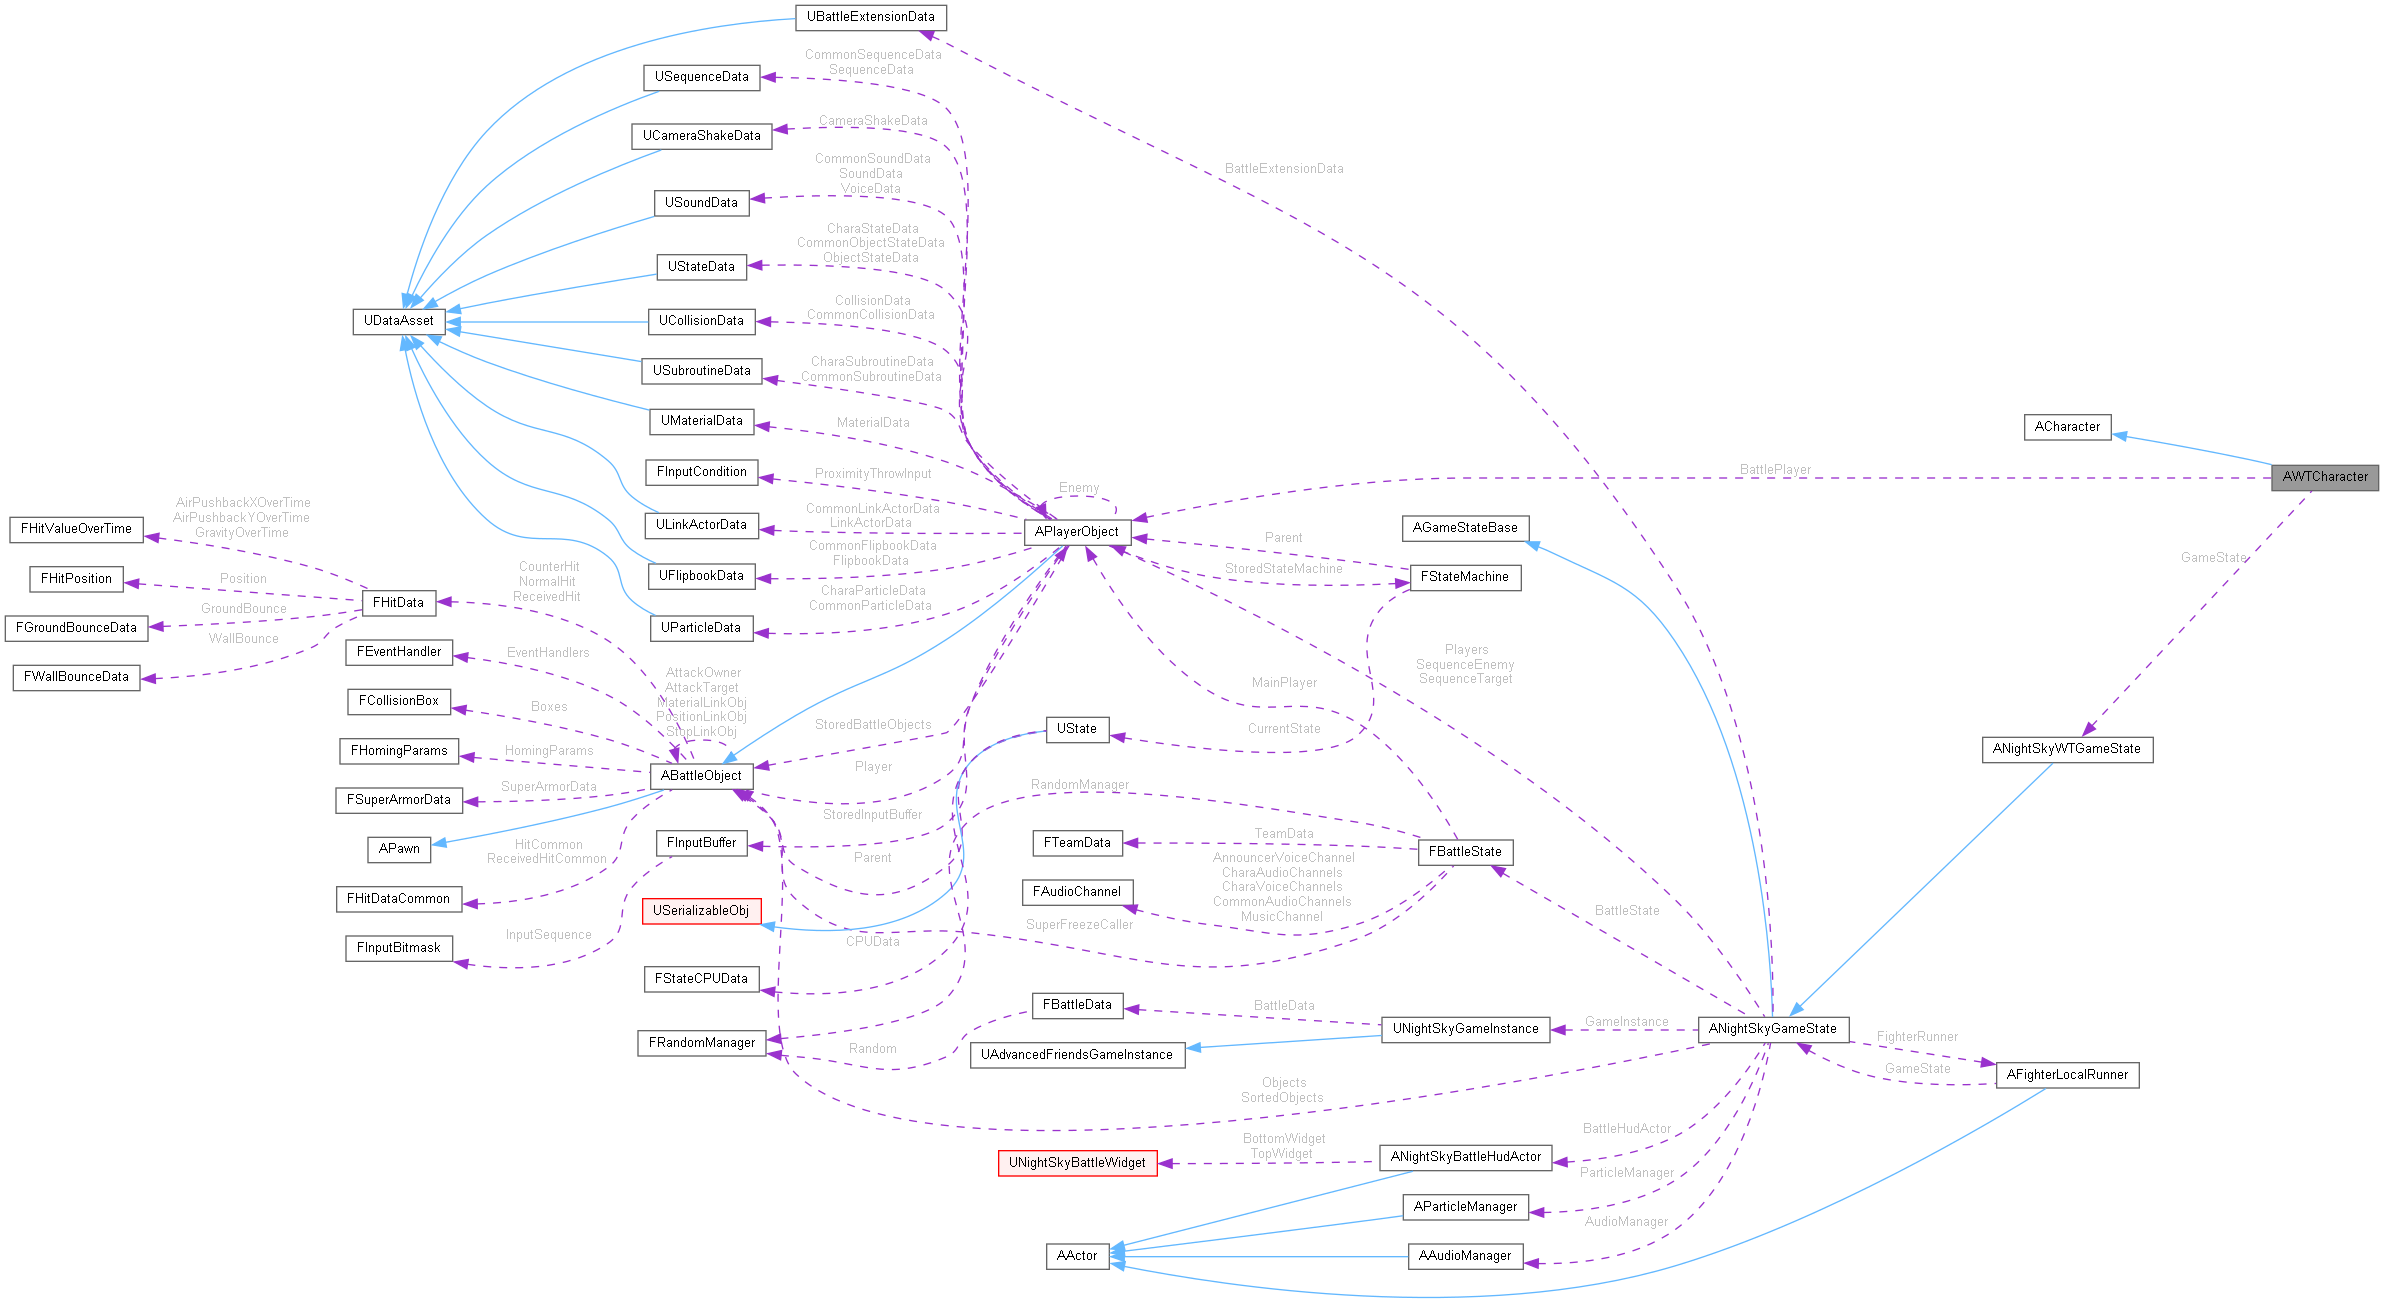 UBattleExtensionData
CommonSequenceData
SequenceData
USequenceData
CameraShakeData
UCameraShakeData
CommonSoundData
SoundData
VoiceData
BattleExtensionData
USoundData
CharaStateData
CommonObjectStateData
ObjectStateData
UStateData
CollisionData
CommonCollisionData
UDataAsset
UCollisionData
CharaSubroutineData
CommonSubroutineData
USubroutineData
MaterialData
UMaterialData
ACharacter
ProximityThrowInput
FInputCondition
BattlePlayer
AWTCharacter
Enemy
AirPushbackXOverTime
AirPushbackYOverTime
GravityOverTime
FHitValueOverTime
CommonLinkActorData
LinkActorData
ULinkActorData
APlayerObject
AGameStateBase
Parent
GameState
CommonFlipbookData
FlipbookData
UFlipbookData
StoredStateMachine
FStateMachine
CounterHit
NormalHit
ReceivedHit
FHitPosition
Position
FHitData
CharaParticleData
CommonParticleData
GroundBounce
FGroundBounceData
UParticleData
WallBounce
FWallBounceData
FEventHandler
EventHandlers
Players
SequenceEnemy
SequenceTarget
AttackOwner
AttackTarget
MaterialLinkObj
PositionLinkObj
StopLinkObj
MainPlayer
FCollisionBox
Boxes
StoredBattleObjects
UState
CurrentState
FHomingParams
HomingParams
ANightSkyWTGameState
Player
ABattleObject
SuperArmorData
FSuperArmorData
RandomManager
StoredInputBuffer
FInputBuffer
FTeamData
TeamData
FBattleState
APawn
HitCommon
ReceivedHitCommon
Parent
AnnouncerVoiceChannel
CharaAudioChannels
CharaVoiceChannels
CommonAudioChannels
MusicChannel
FAudioChannel
FHitDataCommon
USerializableObj
BattleState
SuperFreezeCaller
InputSequence
FInputBitmask
CPUData
FStateCPUData
FBattleData
BattleData
UNightSkyGameInstance
GameInstance
ANightSkyGameState
FighterRunner
FRandomManager
Random
UAdvancedFriendsGameInstance
GameState
AFighterLocalRunner
Objects
SortedObjects
BattleHudActor
BottomWidget
TopWidget
UNightSkyBattleWidget
ANightSkyBattleHudActor
ParticleManager
AParticleManager
AudioManager
AActor
AAudioManager